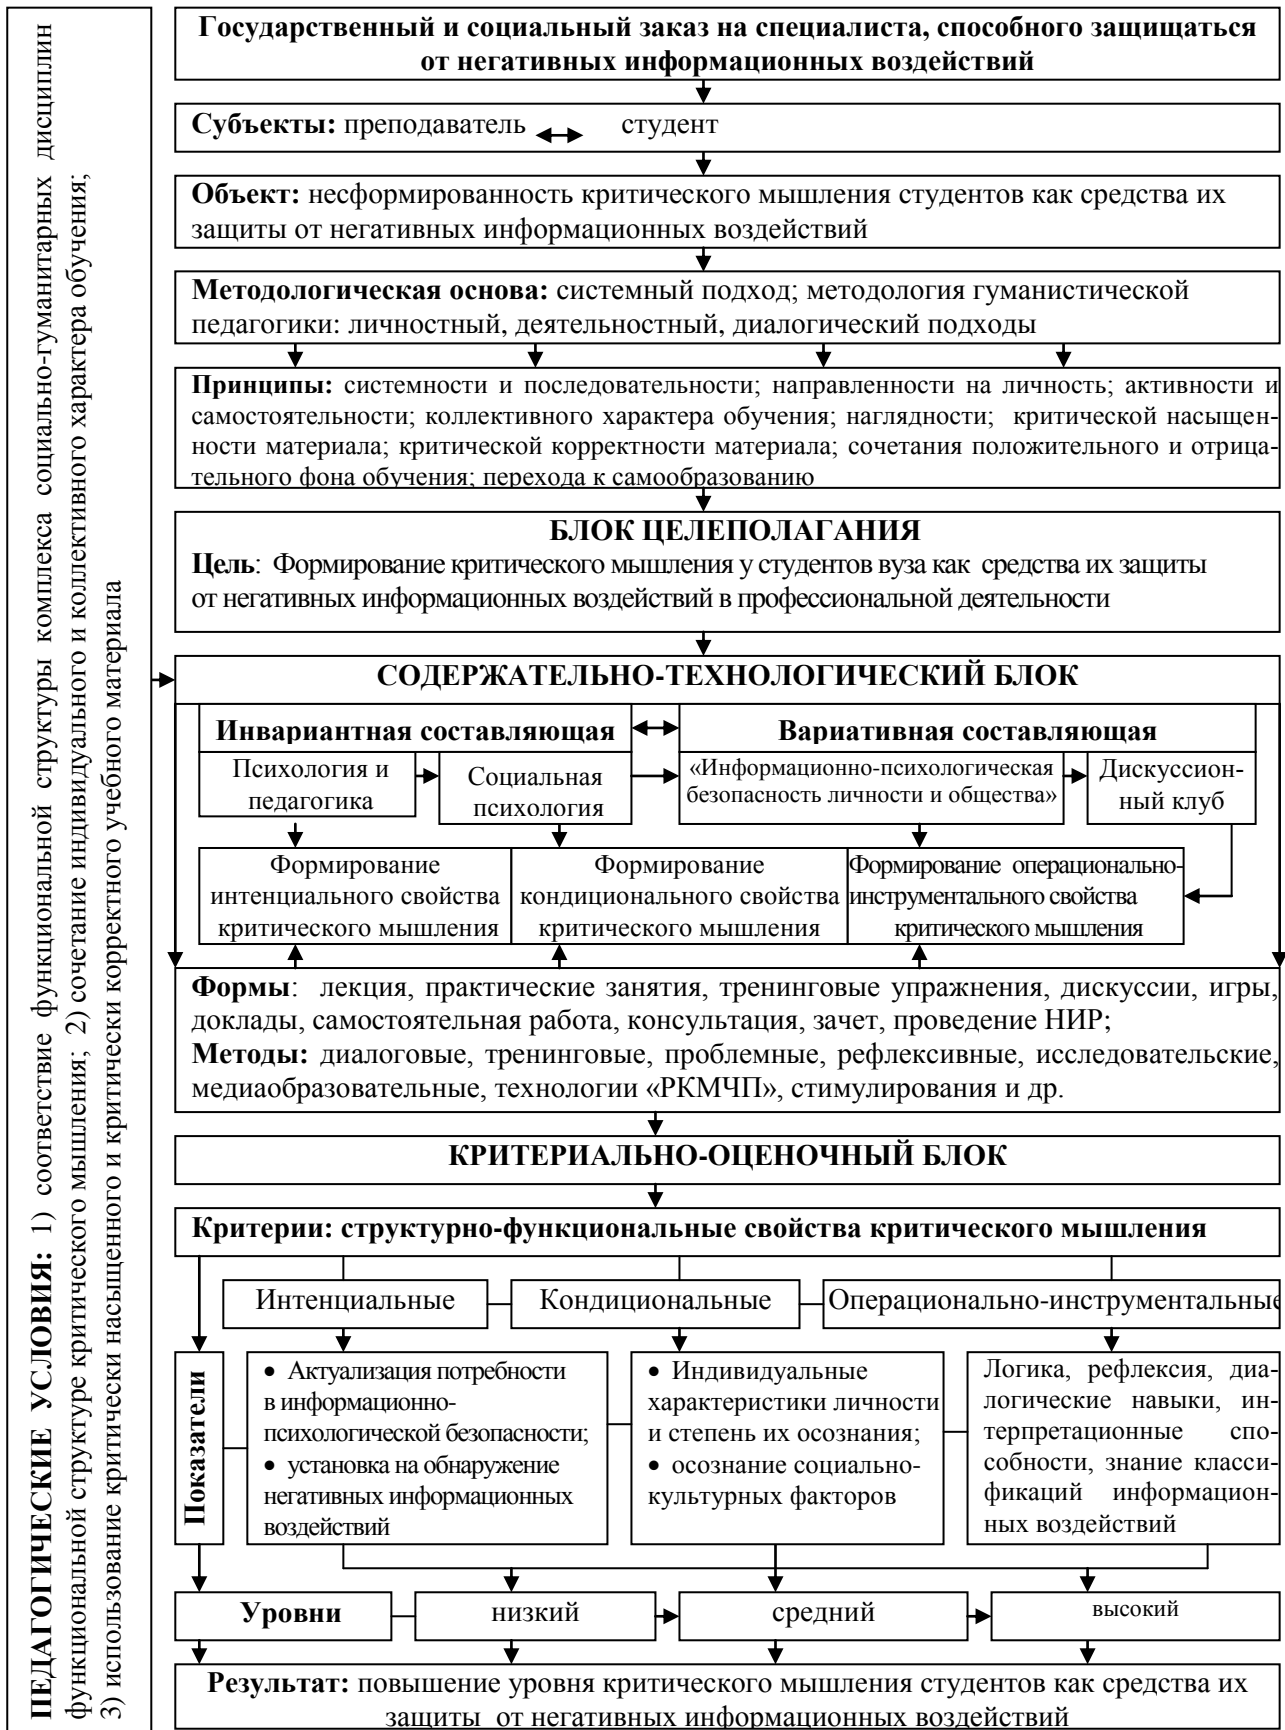 ПЕДАГОГИЧЕСКИЕ УСЛОВИЯ: 1) соответствие функциональной структуры комплекса социально-гуманитарных дисциплин
функциональной структуре критического мышления; 2) сочетание индивидуального и коллективного характера обучения;
3) использование критически насыщенного и критически корректного учебного материала
Государственный и социальный заказ на специалиста, способного защищаться
от негативных информационных воздействий
Субъекты: преподаватель студент
Объект: несформированность критического мышления студентов как средства их
защиты от негативных информационных воздействий
Методологическая основа: системный подход; методология гуманистической
педагогики: личностный, деятельностный, диалогический подходы
Принципы: системности и последовательности; направленности на личность; активности и
самостоятельности; коллективного характера обучения; наглядности; критической насыщен-
ности материала; критической корректности материала; сочетания положительного и отрица-
тельного фона обучения; перехода к самообразованию
БЛОК ЦЕЛЕПОЛАГАНИЯ
Цель: Формирование критического мышления у студентов вуза как средства их защиты
от негативных информационных воздействий в профессиональной деятельности
СОДЕРЖАТЕЛЬНО-ТЕХНОЛОГИЧЕСКИЙ БЛОК
Инвариантная составляющая
Вариативная составляющая
Психология и
педагогика
Социальная
психология
«Информационно-психологическая
безопасность личности и общества»
Дискуссион-
ный клуб
Формирование
интенциального свойства
критического мышления
Формирование
кондиционального свойства
критического мышления
Формирование операционально-
инструментального свойства
критического мышления
Формы: лекция, практические занятия, тренинговые упражнения, дискуссии, игры,
доклады, самостоятельная работа, консультация, зачет, проведение НИР;
Методы: диалоговые, тренинговые, проблемные, рефлексивные, исследовательские,
медиаобразовательные, технологии «РКМЧП», стимулирования и др.
КРИТЕРИАЛЬНО-ОЦЕНОЧНЫЙ БЛОК
Критерии: структурно-функциональные свойства критического мышления
Интенциальные
Кондициональные
Операционально-инструментальные
Показатели
• Актуализация потребности
в информационно-
психологической безопасности;
• установка на обнаружение
негативных информационных
воздействий
• Индивидуальные
характеристики личности
и степень их осознания;
• осознание социально-
культурных факторов
Логика, рефлексия, диа-
логические навыки, ин-
терпретационные спо-
собности, знание класси-
фикаций информацион-
ных воздействий
Уровни
низкий
средний
высокий
Результат: повышение уровня критического мышления студентов как средства их
защиты от негативных информационных воздействий